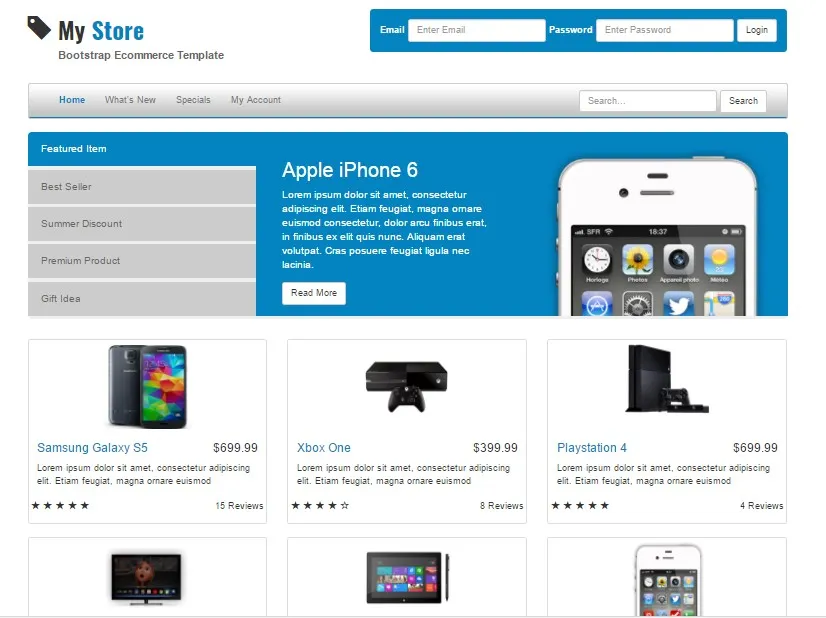 My Store
Bootstrap Ecommerce Template
Email Enter Email Password Enter Password Login
Home What's New Specials My Account Search... Search
Featured Item
Best Seller
Summer Discount
Premium Product
Gift Idea
Apple iPhone 6
Lorem ipsum dolor sit amet, consectetur
adipiscing elit. Etiam feugiat, magna ornare
euismod consectetur, dolor arcu finibus erat,
in finibus ex elit quis nunc. Aliquam erat
volutpat. Cras posuere feugiat ligula nec
lacinia.
Read More
SFR 18:37
Horloge Photos Appareil photo Météo
Samsung Galaxy S5 $699.99
Lorem ipsum dolor sit amet, consectetur adipiscing
elit. Etiam feugiat, magna ornare euismod
★ ★ ★ ★ ★ 15 Reviews
Xbox One $399.99
Lorem ipsum dolor sit amet, consectetur adipiscing
elit. Etiam feugiat, magna ornare euismod
★ ★ ★ ★ ☆ 8 Reviews
Playstation 4 $699.99
Lorem ipsum dolor sit amet, consectetur adipiscing
elit. Etiam feugiat, magna ornare euismod
★ ★ ★ ★ ★ 4 Reviews